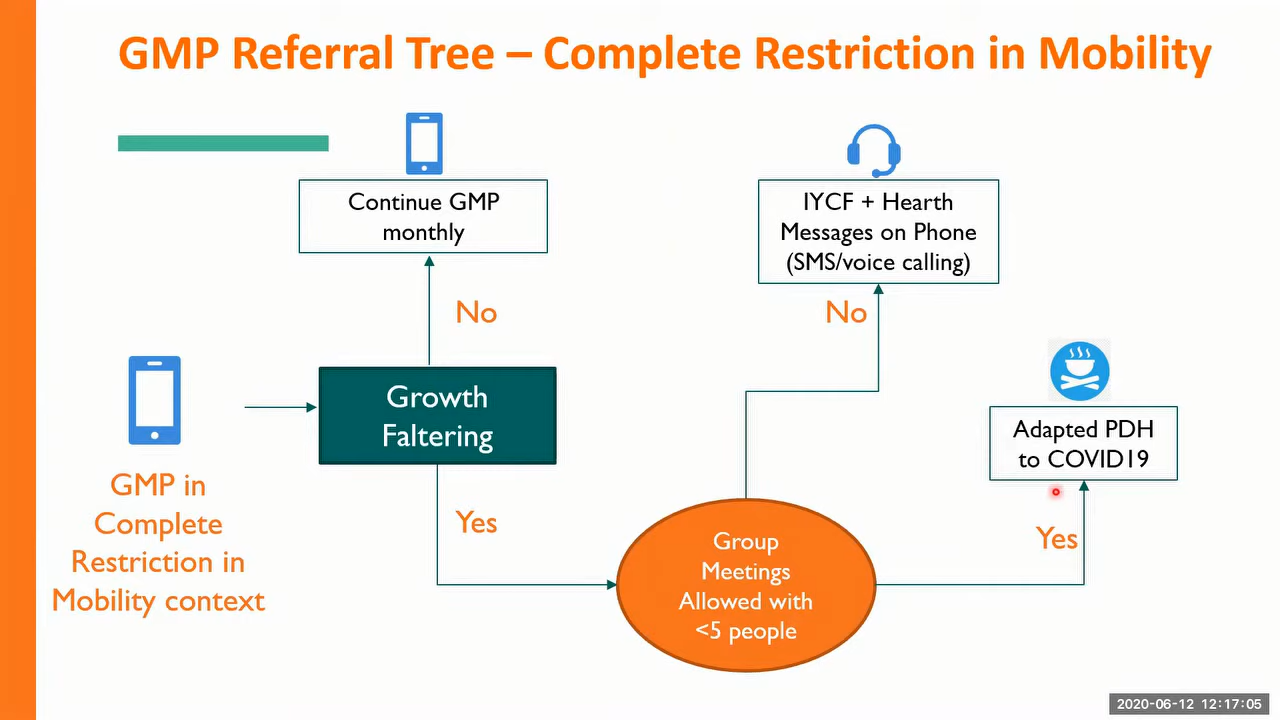 GMP Referral Tree – Complete Restriction in Mobility
Continue GMP
monthly
IYCF + Hearth
Messages on Phone
(SMS/voice calling)
No
No
Growth
Faltering
Adapted PDH
to COVID19
GMP in
Complete
Restriction in
Mobility context
Yes
Yes
Group
Meetings
Allowed with
<5 people
2020-06-12 12:17:05